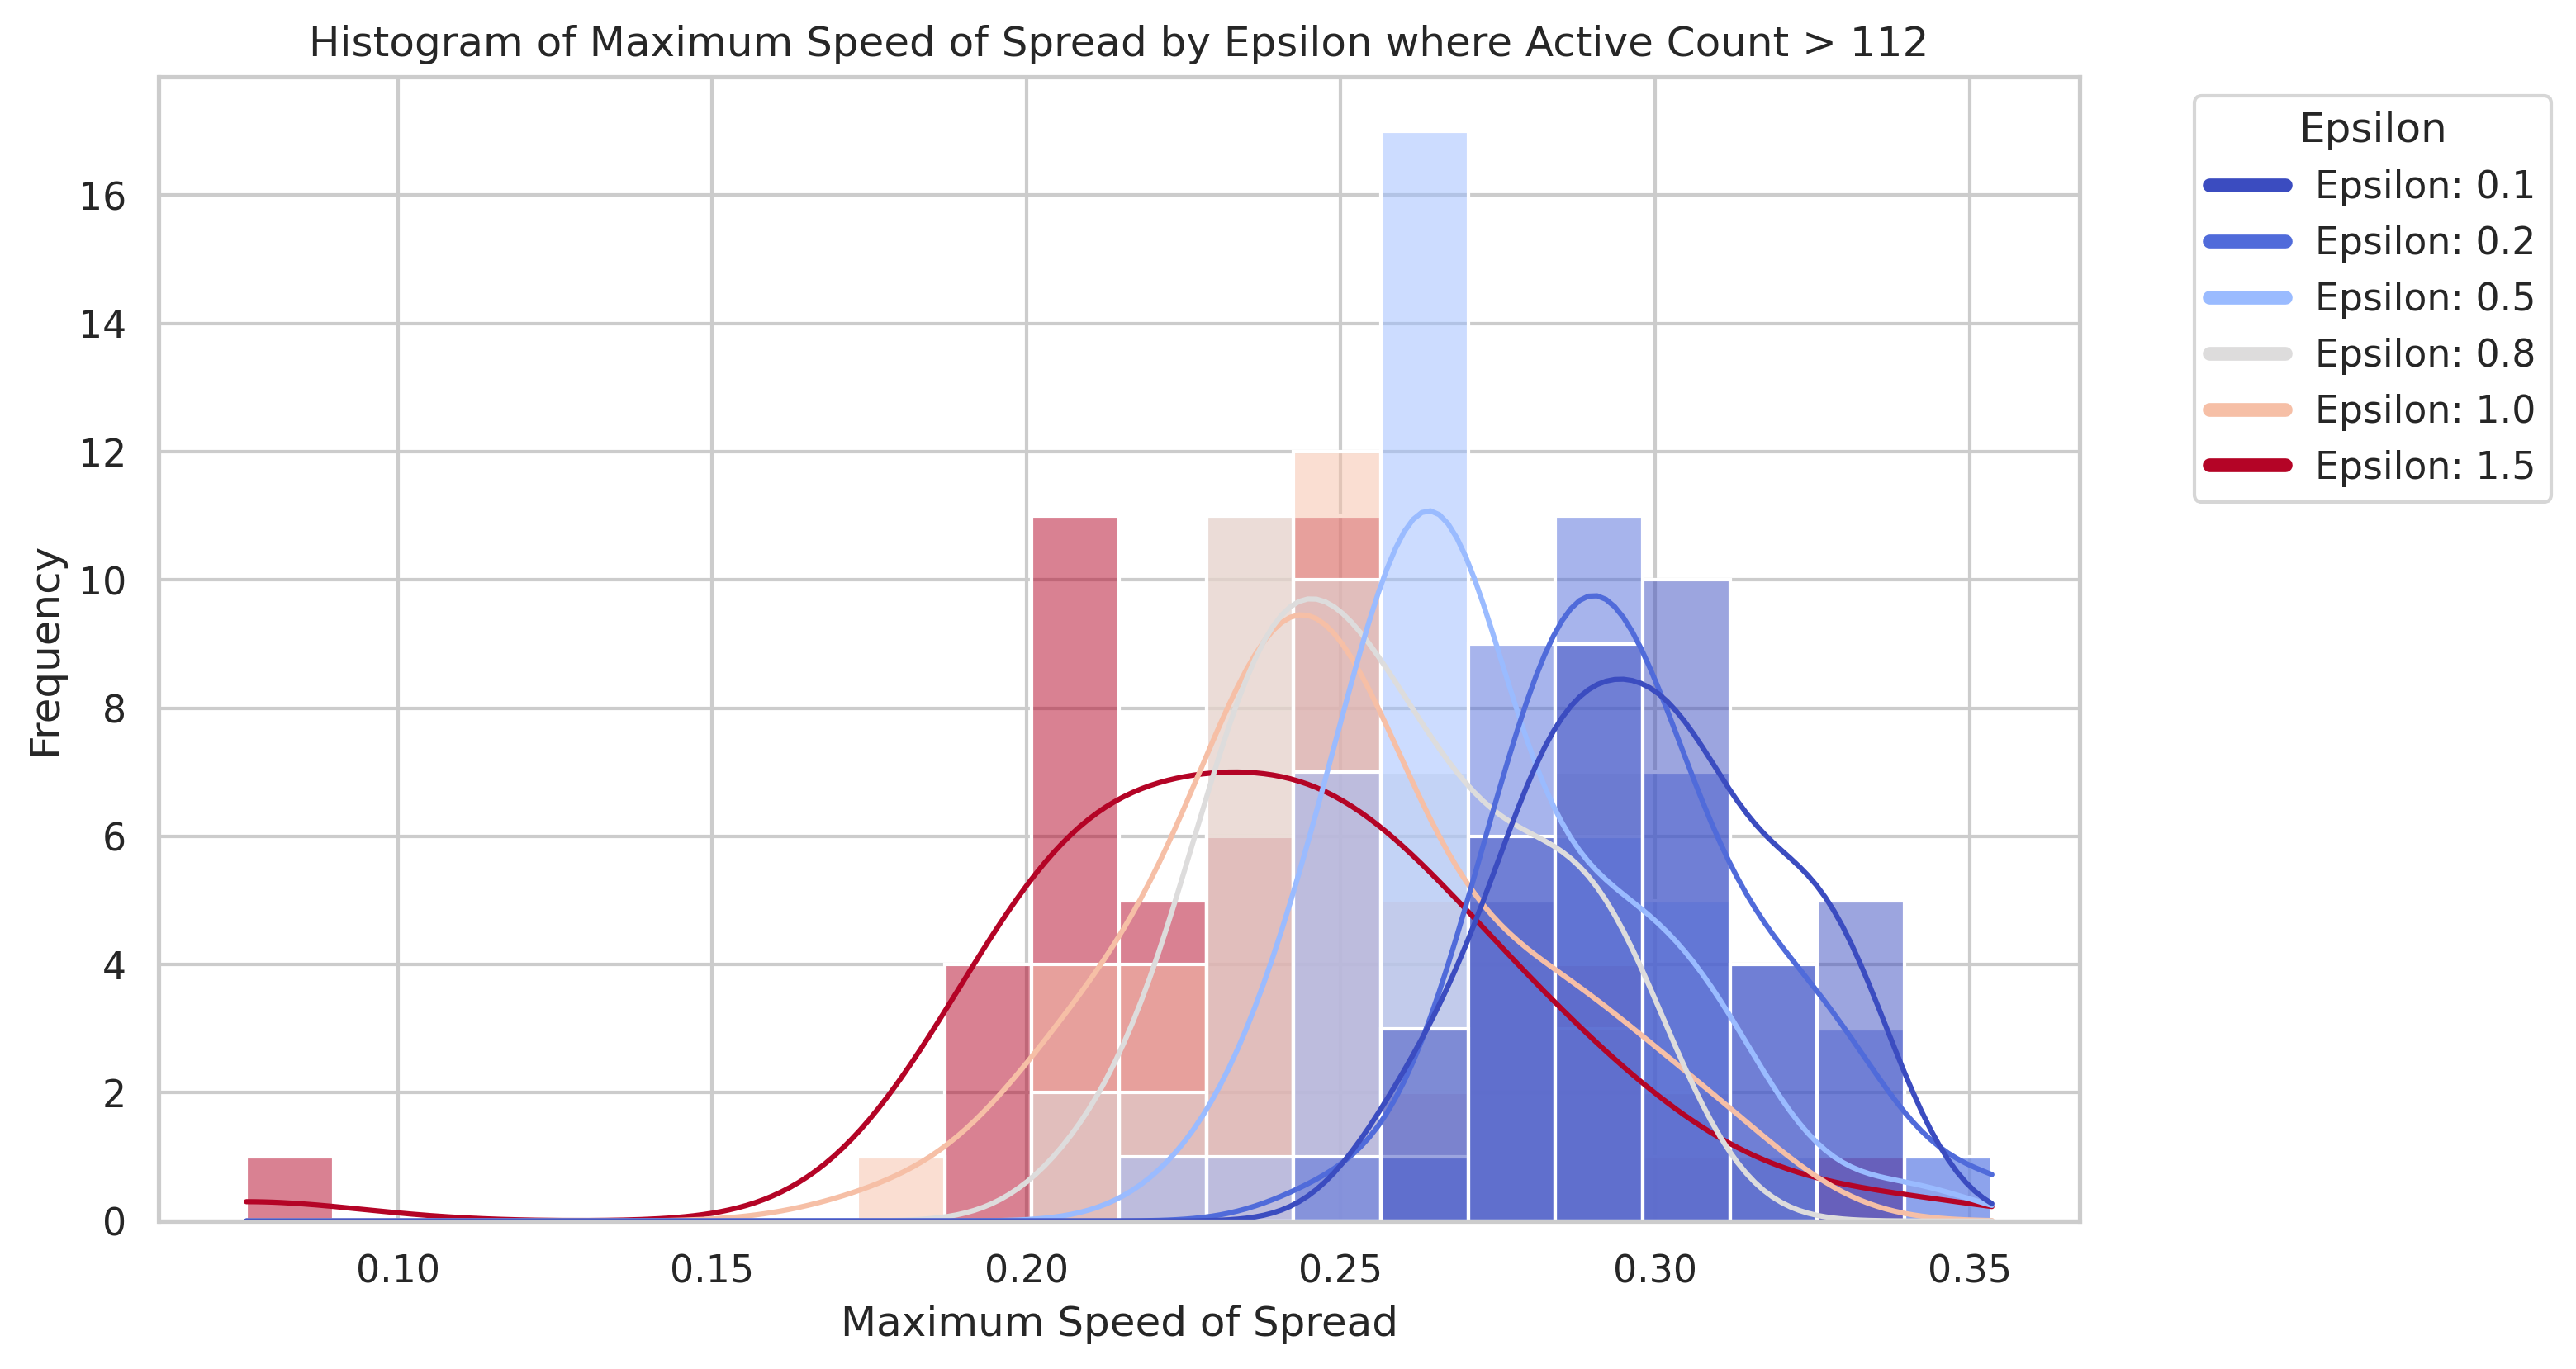 Histogram of Maximum Speed of Spread by Epsilon where Active Count > 112
Frequency
16
14
12
10
8
6
4
2
0
0.10 0.15 0.20 0.25 0.30 0.35
Maximum Speed of Spread
Epsilon
Epsilon: 0.1
Epsilon: 0.2
Epsilon: 0.5
Epsilon: 0.8
Epsilon: 1.0
Epsilon: 1.5